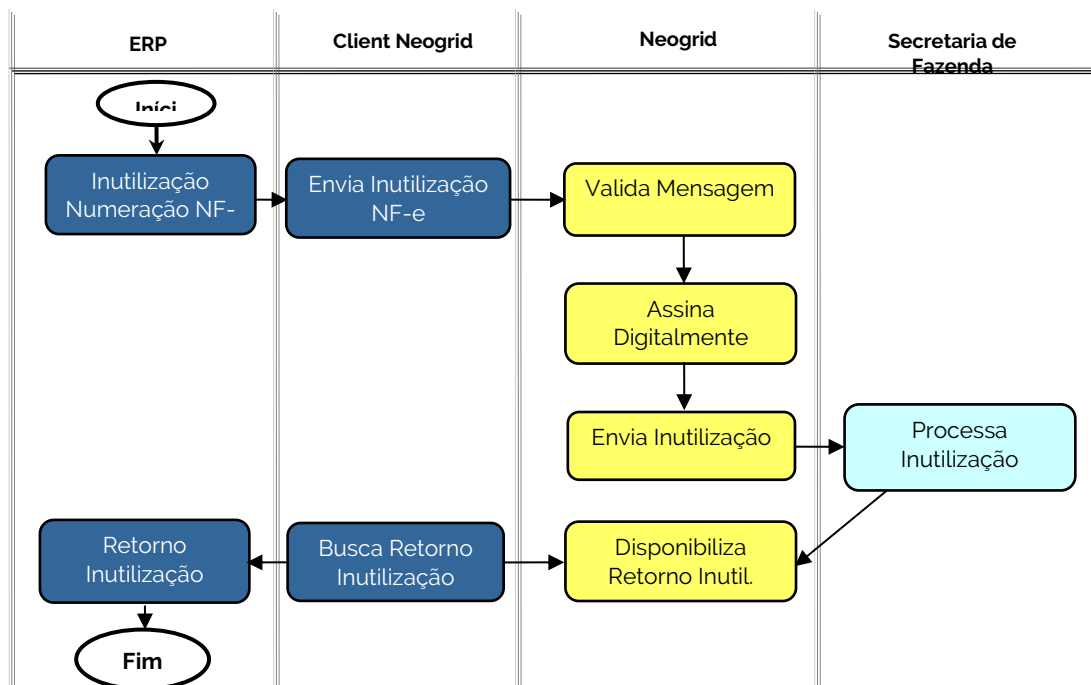 ERP
Client Neogrid
Neogrid
Secretaria de
Fazenda
Iníci
Inutilização
Numeração NF-
Envia Inutilização
NF-e
Valida Mensagem
Assina
Digitalmente
Envia Inutilização
Processa
Inutilização
Retorno
Inutilização
Busca Retorno
Inutilização
Disponibiliza
Retorno Inutil.
Fim